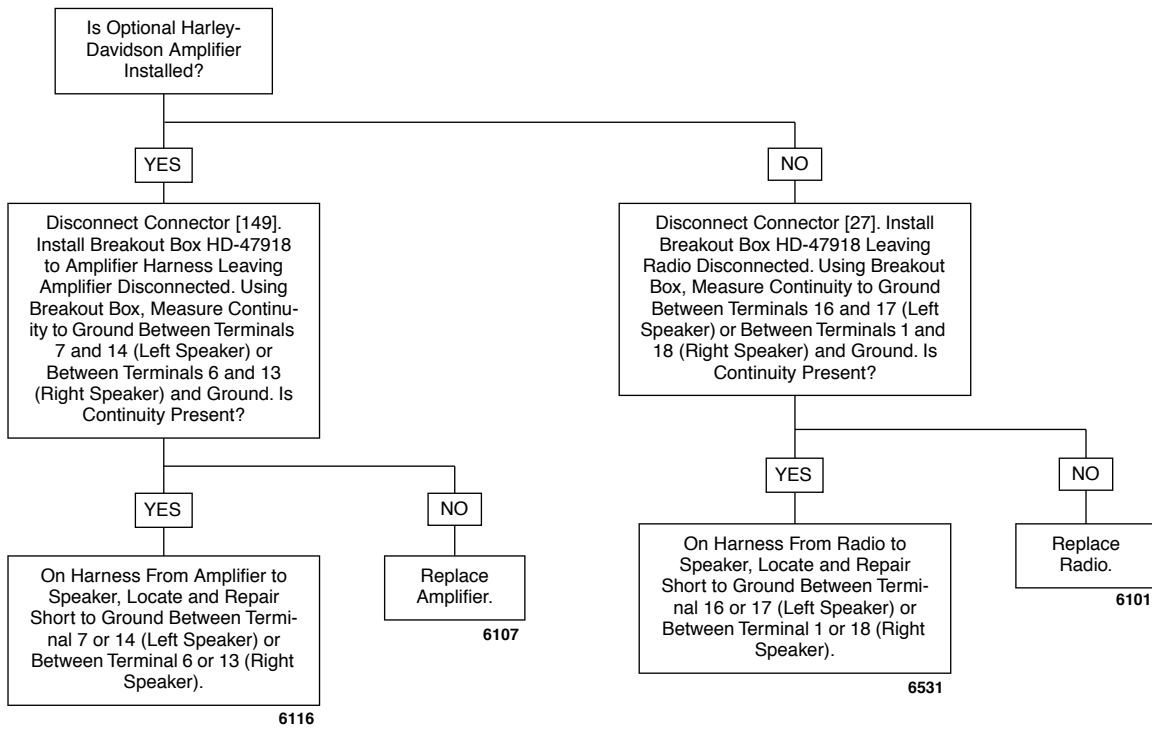 Is Optional Harley-
Davidson Amplifier
Installed?
YES
NO
Disconnect Connector [149].
Install Breakout Box HD-47918
to Amplifier Harness Leaving
Amplifier Disconnected. Using
Breakout Box, Measure Continu-
ity to Ground Between Terminals
7 and 14 (Left Speaker) or
Between Terminals 6 and 13
(Right Speaker) and Ground. Is
Continuity Present?
Disconnect Connector [27]. Install
Breakout Box HD-47918 Leaving
Radio Disconnected. Using Breakout
Box, Measure Continuity to Ground
Between Terminals 16 and 17 (Left
Speaker) or Between Terminals 1 and
18 (Right Speaker) and Ground. Is
Continuity Present?
YES
NO
YES
NO
On Harness From Amplifier to
Speaker, Locate and Repair
Short to Ground Between Termi-
nal 7 or 14 (Left Speaker) or
Between Terminal 6 or 13 (Right
Speaker).
6116
Replace
Amplifier.
6107
On Harness From Radio to
Speaker, Locate and Repair
Short to Ground Between Termi-
nal 16 or 17 (Left Speaker) or
Between Terminal 1 or 18 (Right
Speaker).
6531
Replace
Radio.
6101